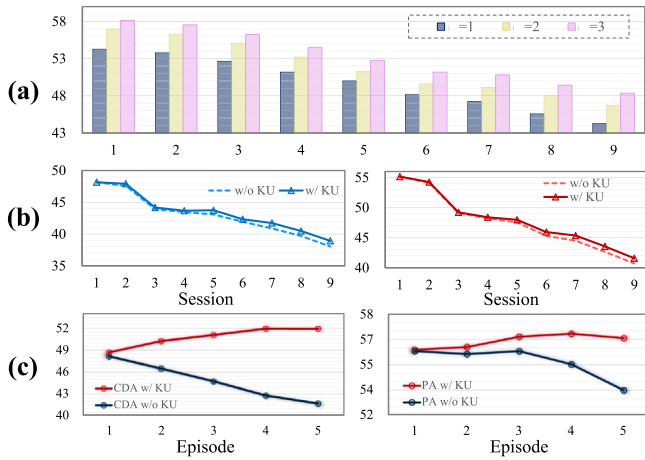 58
53
48
43
=1 =2 =3
1 2 3 4 5 6 7 8 9
(a)
50
45
40
35
w/o KU w/ KU
1 2 3 4 5 6 7 8 9
Session
(b)
55
50
45
40
w/o KU
w/ KU
1 2 3 4 5 6 7 8 9
Session
52
49
46
43
40
CDA w/ KU
CDA w/o KU
1 2 3 4 5
Episode
(c)
58
57
55
54
52
PA w/ KU
PA w/o KU
1 2 3 4 5
Episode